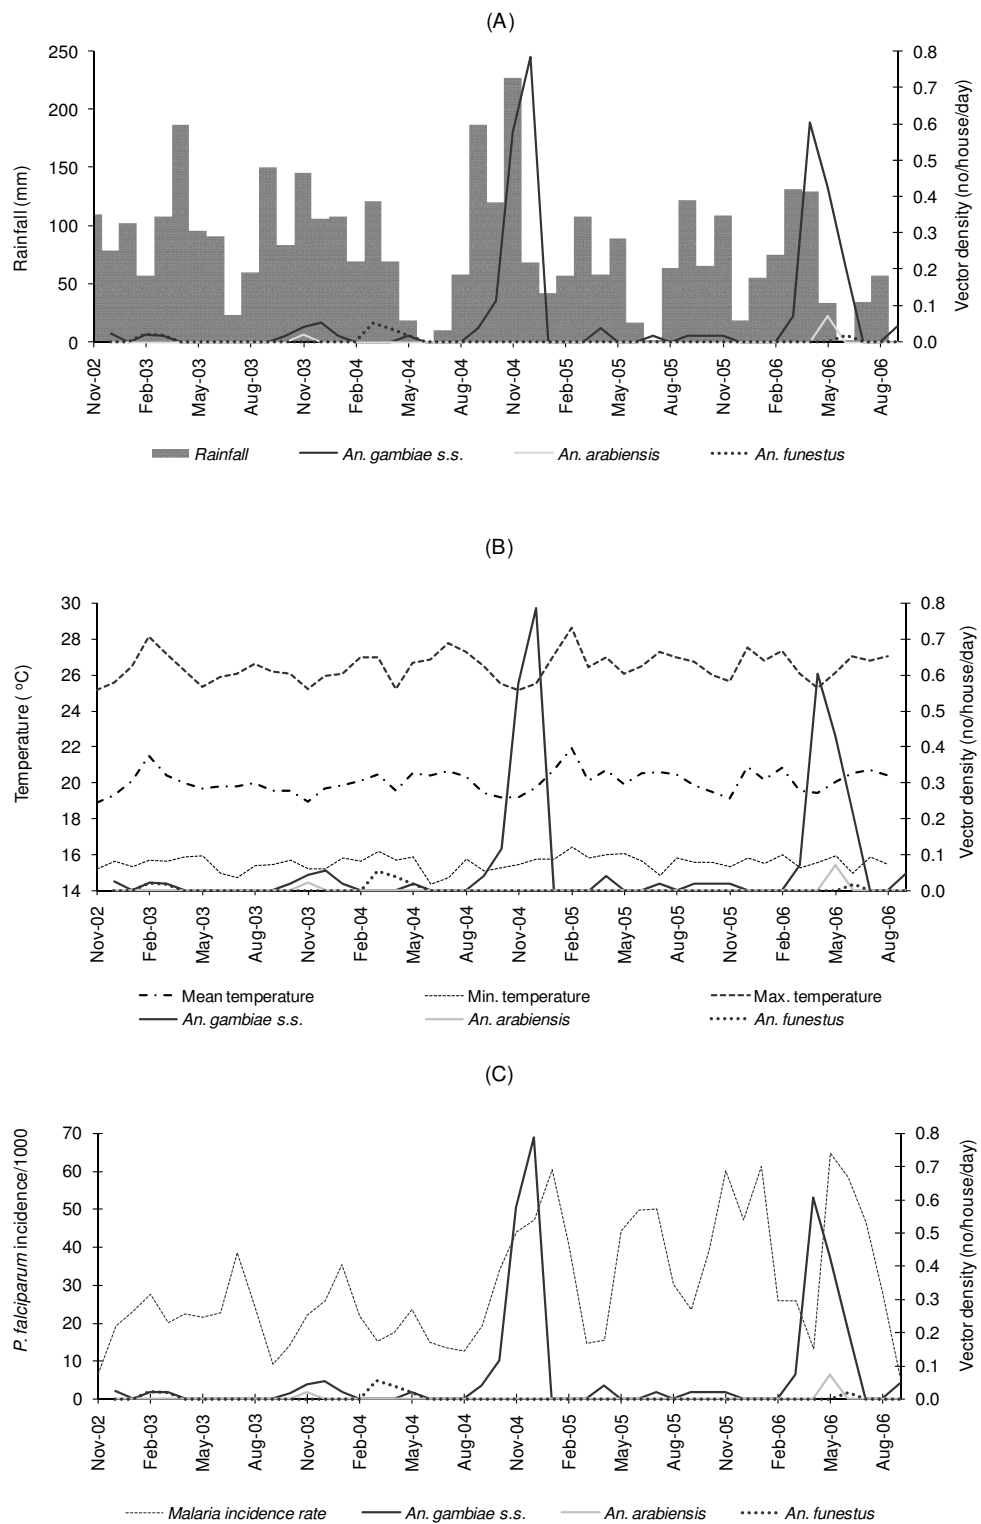 (A)
250
200
150
100
50
0
Rainfall (mm)
0.8
0.7
0.6
0.5
0.4
0.3
0.2
0.1
0.0
Vector density (no/house/day)
Nov-02
Feb-03
May-03
Aug-03
Nov-03
Feb-04
May-04
Aug-04
Nov-04
Feb-05
May-05
Aug-05
Nov-05
Feb-06
May-06
Aug-06
Rainfall An. gambiae s.s. An. arabiensis An. funestus
(B)
30
28
26
24
22
20
18
16
14
Temperature ( ºC)
0.8
0.7
0.6
0.5
0.4
0.3
0.2
0.1
0.0
Vector density (no/house/day)
Nov-02
Feb-03
May-03
Aug-03
Nov-03
Feb-04
May-04
Aug-04
Nov-04
Feb-05
May-05
Aug-05
Nov-05
Feb-06
May-06
Aug-06
Mean temperature Min. temperature Max. temperature
An. gambiae s.s. An. arabiensis An. funestus
(C)
70
60
50
40
30
20
10
0
P. falciparum incidence/1000
0.8
0.7
0.6
0.5
0.4
0.3
0.2
0.1
0.0
Vector density (no/house/day)
Nov-02
Feb-03
May-03
Aug-03
Nov-03
Feb-04
May-04
Aug-04
Nov-04
Feb-05
May-05
Aug-05
Nov-05
Feb-06
May-06
Aug-06
Malaria incidence rate An. gambiae s.s. An. arabiensis An. funestus